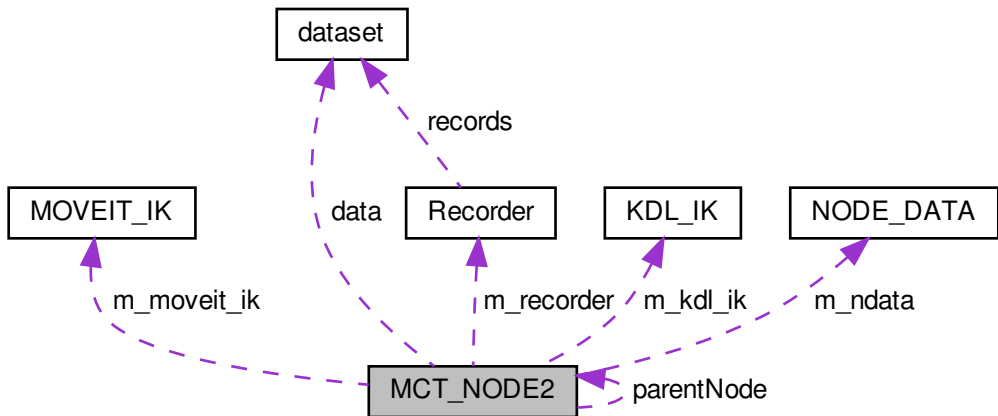 dataset
records
MOVEIT_IK
data
Recorder
KDL_IK
NODE_DATA
m_moveit_ik
m_recorder
m_kdl_ik
m_ndata
MCT_NODE2
parentNode